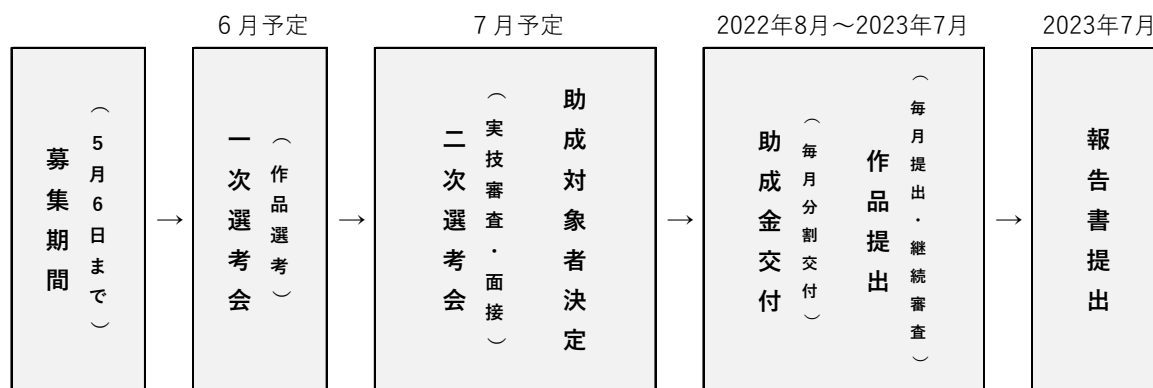 6月予定
7月予定
2022年8月～2023年7月
2023年7月
募集期間
（5月6日まで）
→
一次選考会
（作品選考）
→
二次選考会
（実技審査・面接）
助成対象者決定
→
助成金交付
（毎月分割交付）
作品提出
（毎月提出・継続審査）
→
報告書提出